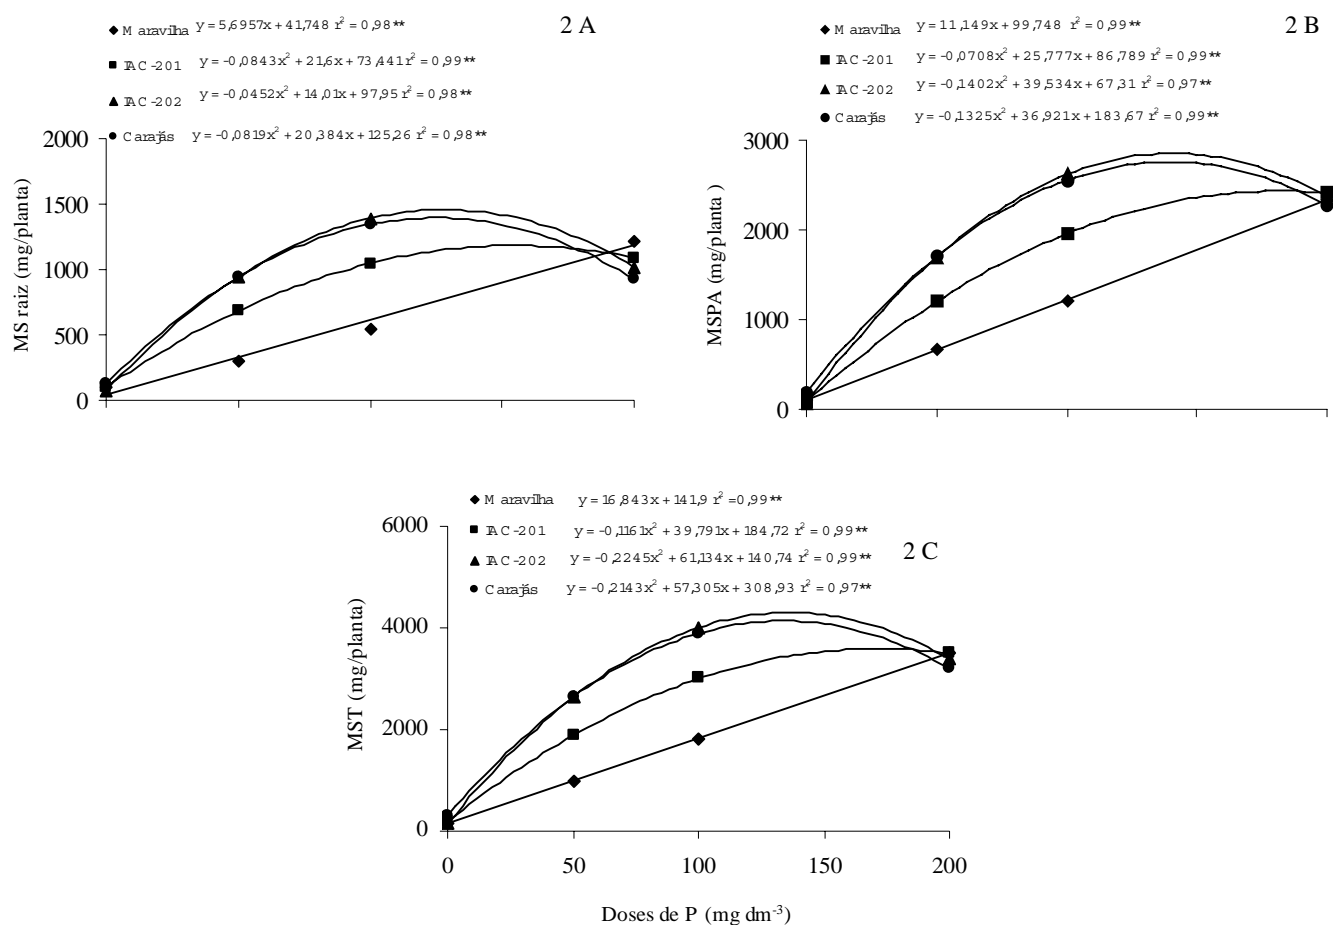 2 A
Maravilha y = 5,6957x + 41,748 r² = 0,98**
IAC-201 y = -0,0843x² + 21,6x + 73,441 r² = 0,99**
IAC-202 y = -0,0452x² + 14,01x + 97,95 r² = 0,98**
Carajás y = -0,0819x² + 20,384x + 125,26 r² = 0,98**
2000
1500
1000
500
0
MS raiz (mg/planta)
2 B
Maravilha y = 11,149x + 99,748 r² = 0,99**
IAC-201 y = -0,0708x² + 25,777x + 86,789 r² = 0,99**
IAC-202 y = -0,1402x² + 39,534x + 67,31 r² = 0,97**
Carajás y = -0,1325x² + 36,921x + 183,67 r² = 0,99**
3000
2000
1000
0
MSPA (mg/planta )
Maravilha y = 16,843x + 141,9 r² = 0,99**
IAC-201 y = -0,1161x² + 39,791x + 184,72 r² = 0,99**
2 C
IAC-202 y = -0,2245x² + 61,134x + 140,74 r² = 0,99**
Carajás y = -0,2143x² + 57,305x + 308,93 r² = 0,97**
6000
4000
2000
0
MST (mg/planta)
0 50 100 150 200
Doses de P (mg dm⁻³)